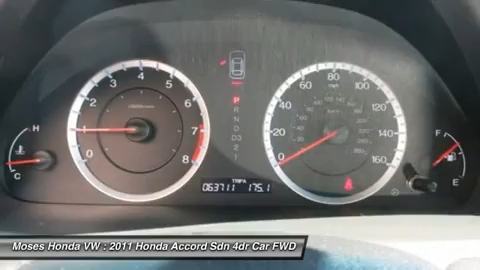 1 2 3 4 5 6 7 8
H
C
P
R
N
D
D3
2
1
TRIP A
063711 175.1
0 20 40 60 80 100 120 140 160
F
E
Moses Honda VW : 2011 Honda Accord Sdn 4dr Car FWD